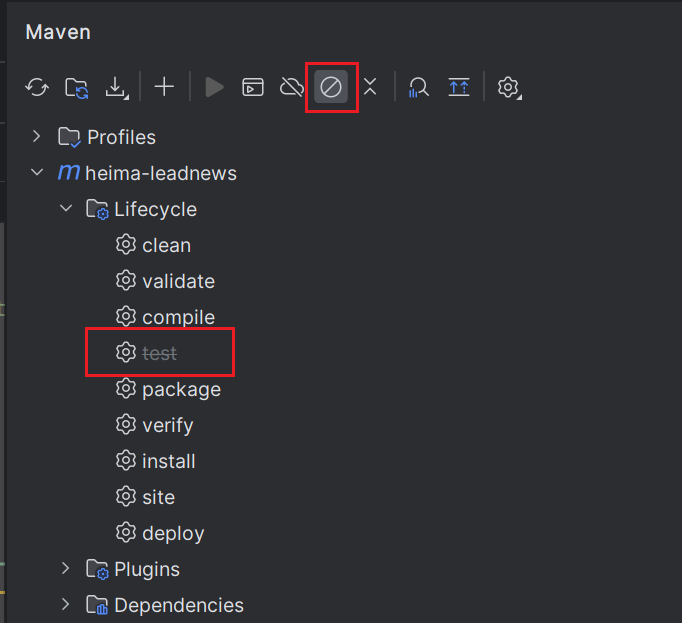 Maven
Profiles
heima-leadnews
Lifecycle
clean
validate
compile
test
package
verify
install
site
deploy
Plugins
Dependencies